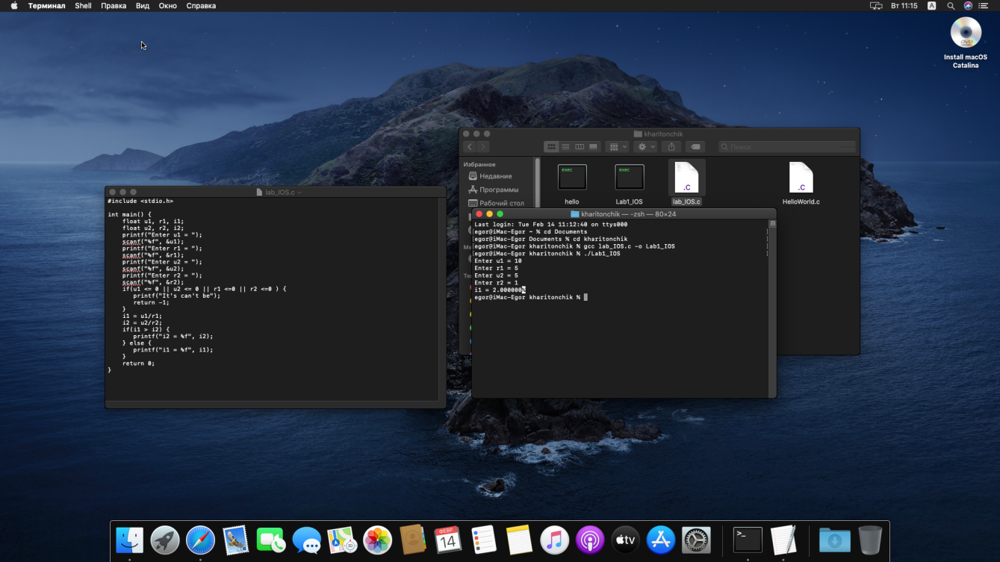 Терминал Shell Правка Вид Окно Справка
Вт 11:15 A
Install macOS
Catalina
kharitonchik
Поиск
Избранное
Недавние
Программы
Рабочий стол
exec
hello
exec
Lab1_IOS
.C
lab_IOS.c
.C
HelloWorld.c
lab_IOS.c
#include <stdio.h>
int main() {
float u1, r1, i1;
float u2, r2, i2;
printf("Enter u1 = ");
scanf("%f", &u1);
printf("Enter r1 = ");
scanf("%f", &r1);
printf("Enter u2 = ");
scanf("%f", &u2);
printf("Enter r2 = ");
scanf("%f", &r2);
if(u1 <= 0 || u2 <= 0 || r1 <=0 || r2 <=0 ) {
printf("It's can't be");
return -1;
}
i1 = u1/r1;
i2 = u2/r2;
if(i1 > i2) {
printf("i2 = %f", i2);
} else {
printf("i1 = %f", i1);
}
return 0;
}
kharitonchik — -zsh — 80×24
Last login: Tue Feb 14 11:12:40 on ttys000
[egor@iMac-Egor ~ % cd Documents ]
[egor@iMac-Egor Documents % cd kharitonchik ]
[egor@iMac-Egor kharitonchik % gcc lab_IOS.c -o Lab1_IOS ]
[egor@iMac-Egor kharitonchik % ./Lab1_IOS ]
Enter u1 = 10
Enter r1 = 5
Enter u2 = 5
Enter r2 = 1
i1 = 2.000000%
egor@iMac-Egor kharitonchik %
3D
ФЕВР
14
tv
>_